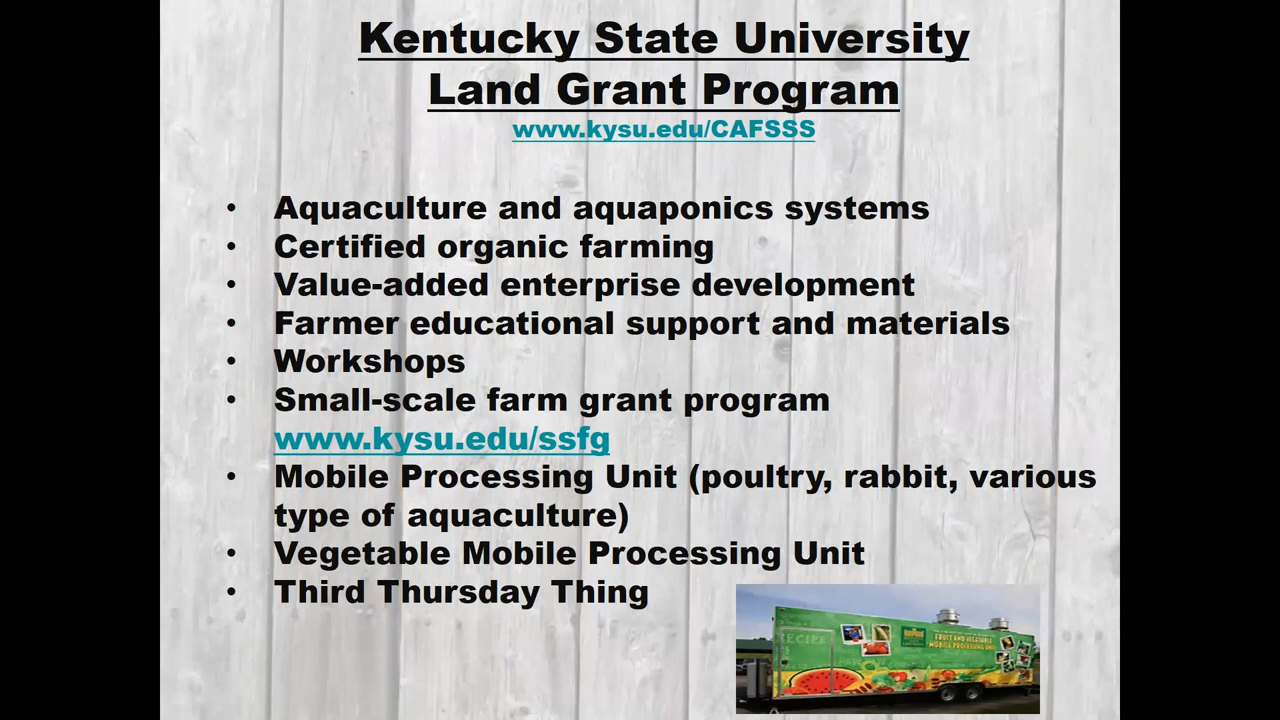 Kentucky State University
Land Grant Program
www.kysu.edu/CAFSSS
• Aquaculture and aquaponics systems
• Certified organic farming
• Value-added enterprise development
• Farmer educational support and materials
• Workshops
• Small-scale farm grant program
www.kysu.edu/ssfg
• Mobile Processing Unit (poultry, rabbit, various
type of aquaculture)
• Vegetable Mobile Processing Unit
• Third Thursday Thing
RECIPE
FRUIT AND VEGETABLE
MOBILE PROCESSING UNIT